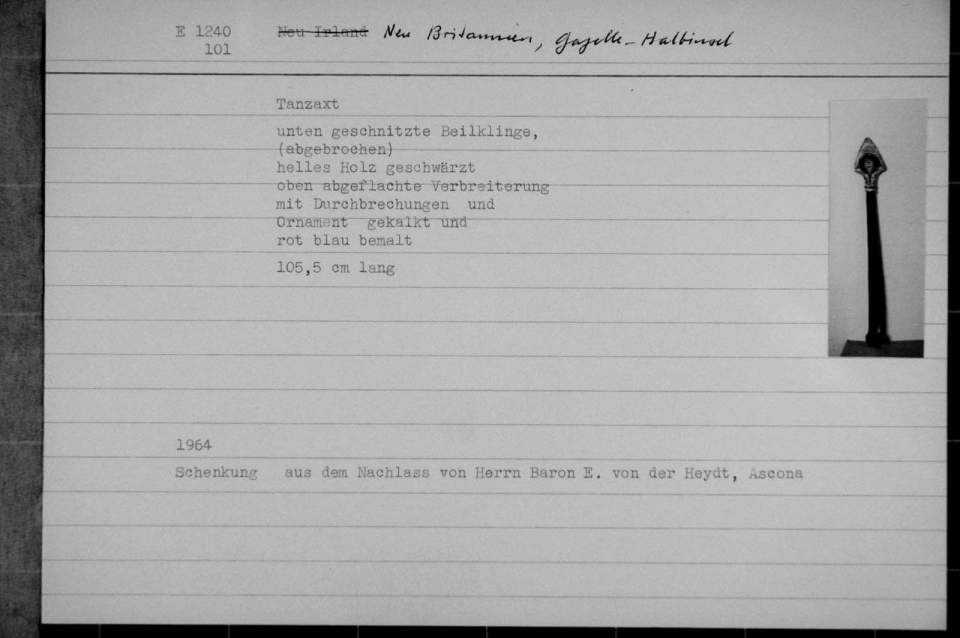 E 1240 Neu Irland Neu Britannien, Gazelle-Halbinsel
101
Tanzaxt
unten geschnitzte Beilklinge,
(abgebrochen)
helles Holz geschwärzt
oben abgeflachte Verbreiterung
mit Durchbrechungen und
Ornament gekalkt und
rot blau bemalt
105,5 cm lang
1964
Schenkung aus dem Nachlass von Herrn Baron E. von der Heydt, Ascona